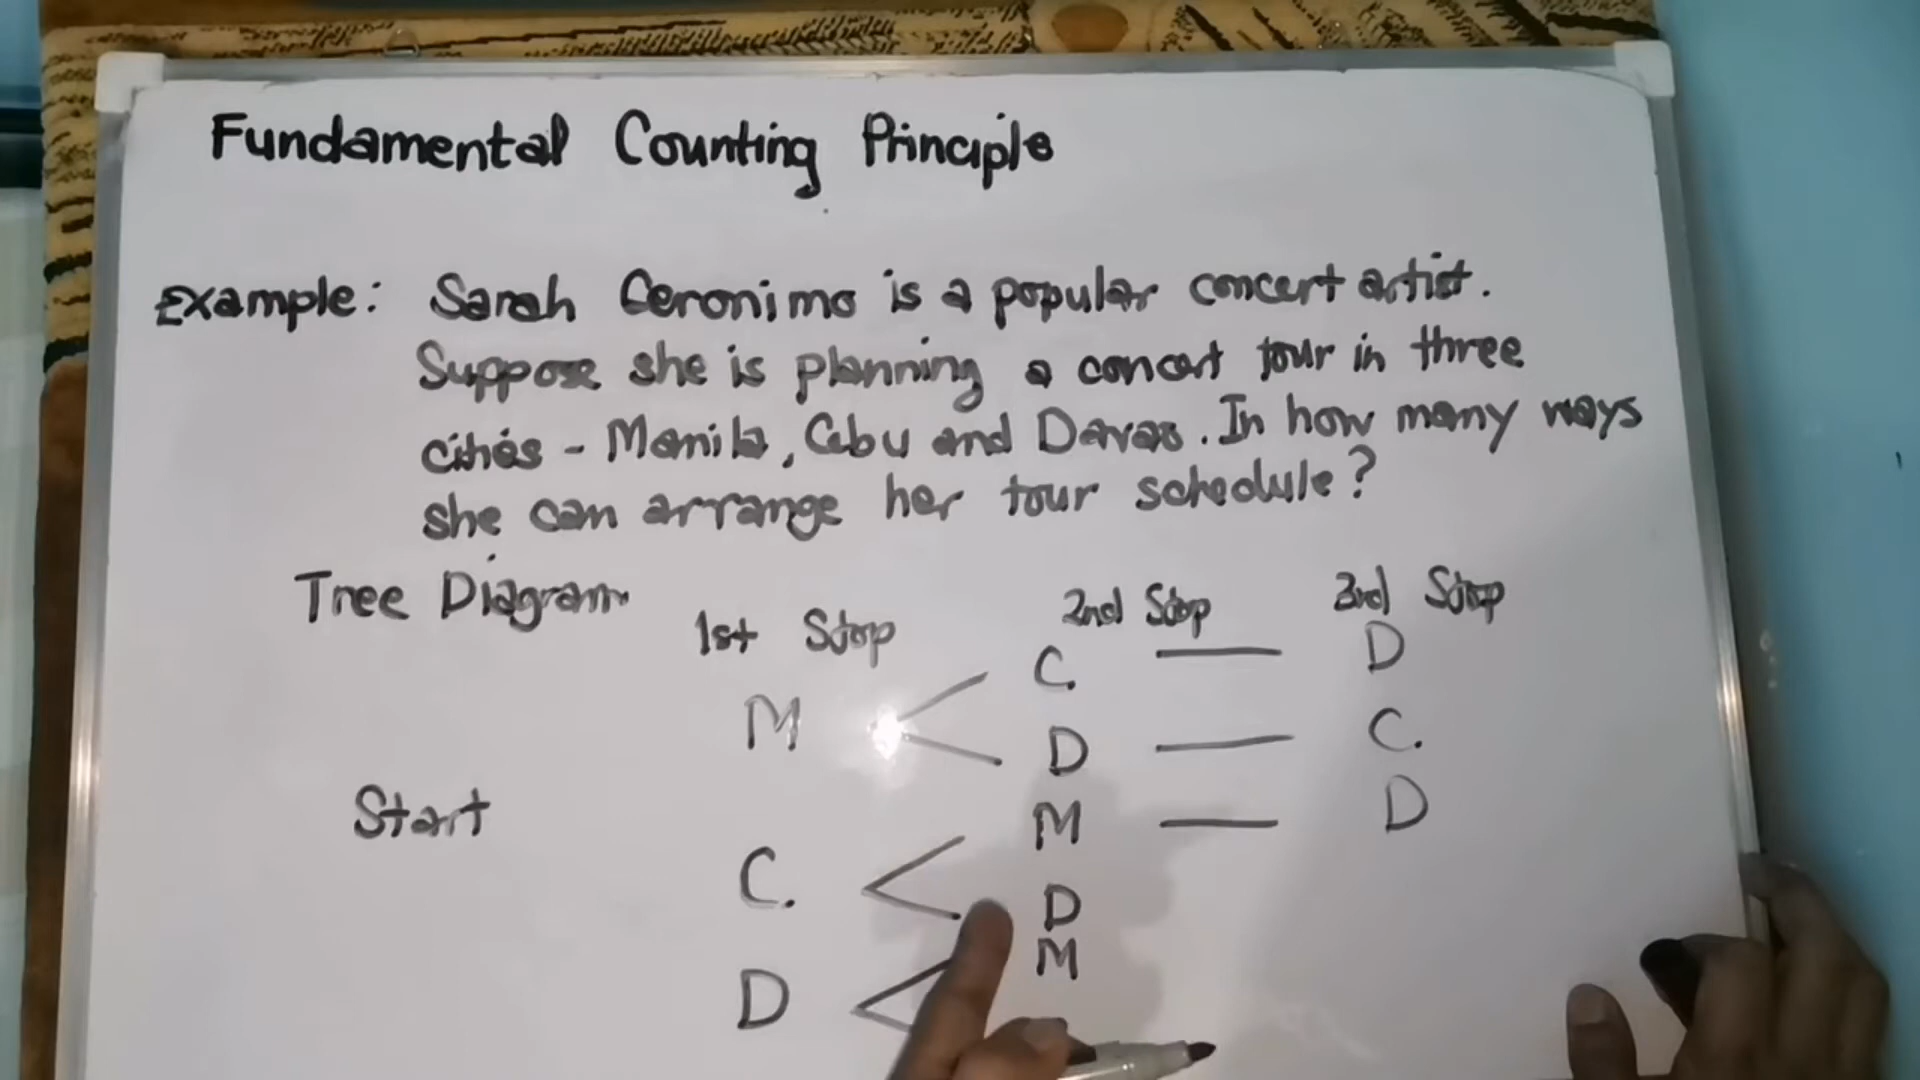 Fundamental Counting Principle
Example: Sarah Geronimo is a popular concert artist.
Suppose she is planning a concert tour in three
cities - Manila, Cebu and Davao. In how many ways
she can arrange her tour schedule?
Tree Diagram
1st Stop 2nd Stop 3rd Stop
C. D
M
D C.
Start
M D
C.
D
M
D